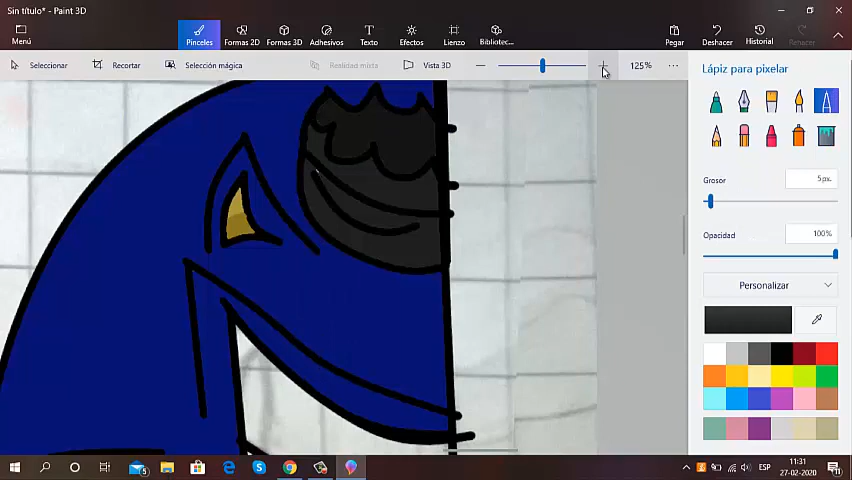 Sin título* - Paint 3D
Menú
Pinceles
Formas 2D
Formas 3D
Adhesivos
Texto
Efectos
Lienzo
Bibliotec...
Pegar
Deshacer
Historial
Rehacer
Seleccionar
Recortar
Selección mágica
Realidad mixta
Vista 3D
125%
Lápiz para pixelar
Grosor
5 px.
Opacidad
100%
Personalizar
5
ESP
11:31
27-02-2020
11